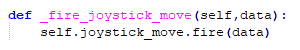 def _fire_joystick_move(self,data):
    self.joystick_move.fire(data)